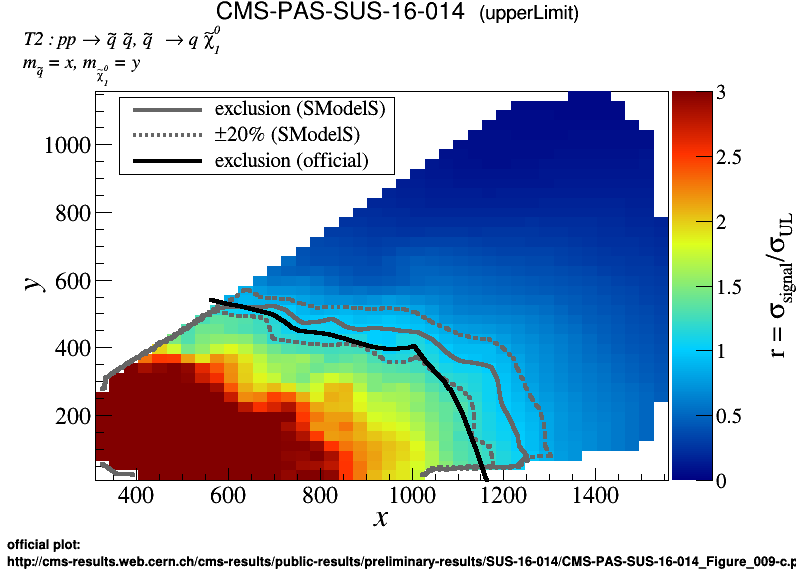 CMS-PAS-SUS-16-014 (upperLimit)
T2 : pp → q̃ q̃, q̃ → q χ̃₁⁰
m_q̃ = x, m_χ̃₁⁰ = y
exclusion (SModelS)
±20% (SModelS)
exclusion (official)
1000
800
600
400
200
y
400 600 800 1000 1200 1400
x
3
2.5
2
1.5
1
0.5
0
r = σ_signal/σ_UL
official plot:
http://cms-results.web.cern.ch/cms-results/public-results/preliminary-results/SUS-16-014/CMS-PAS-SUS-16-014_Figure_009-c.p